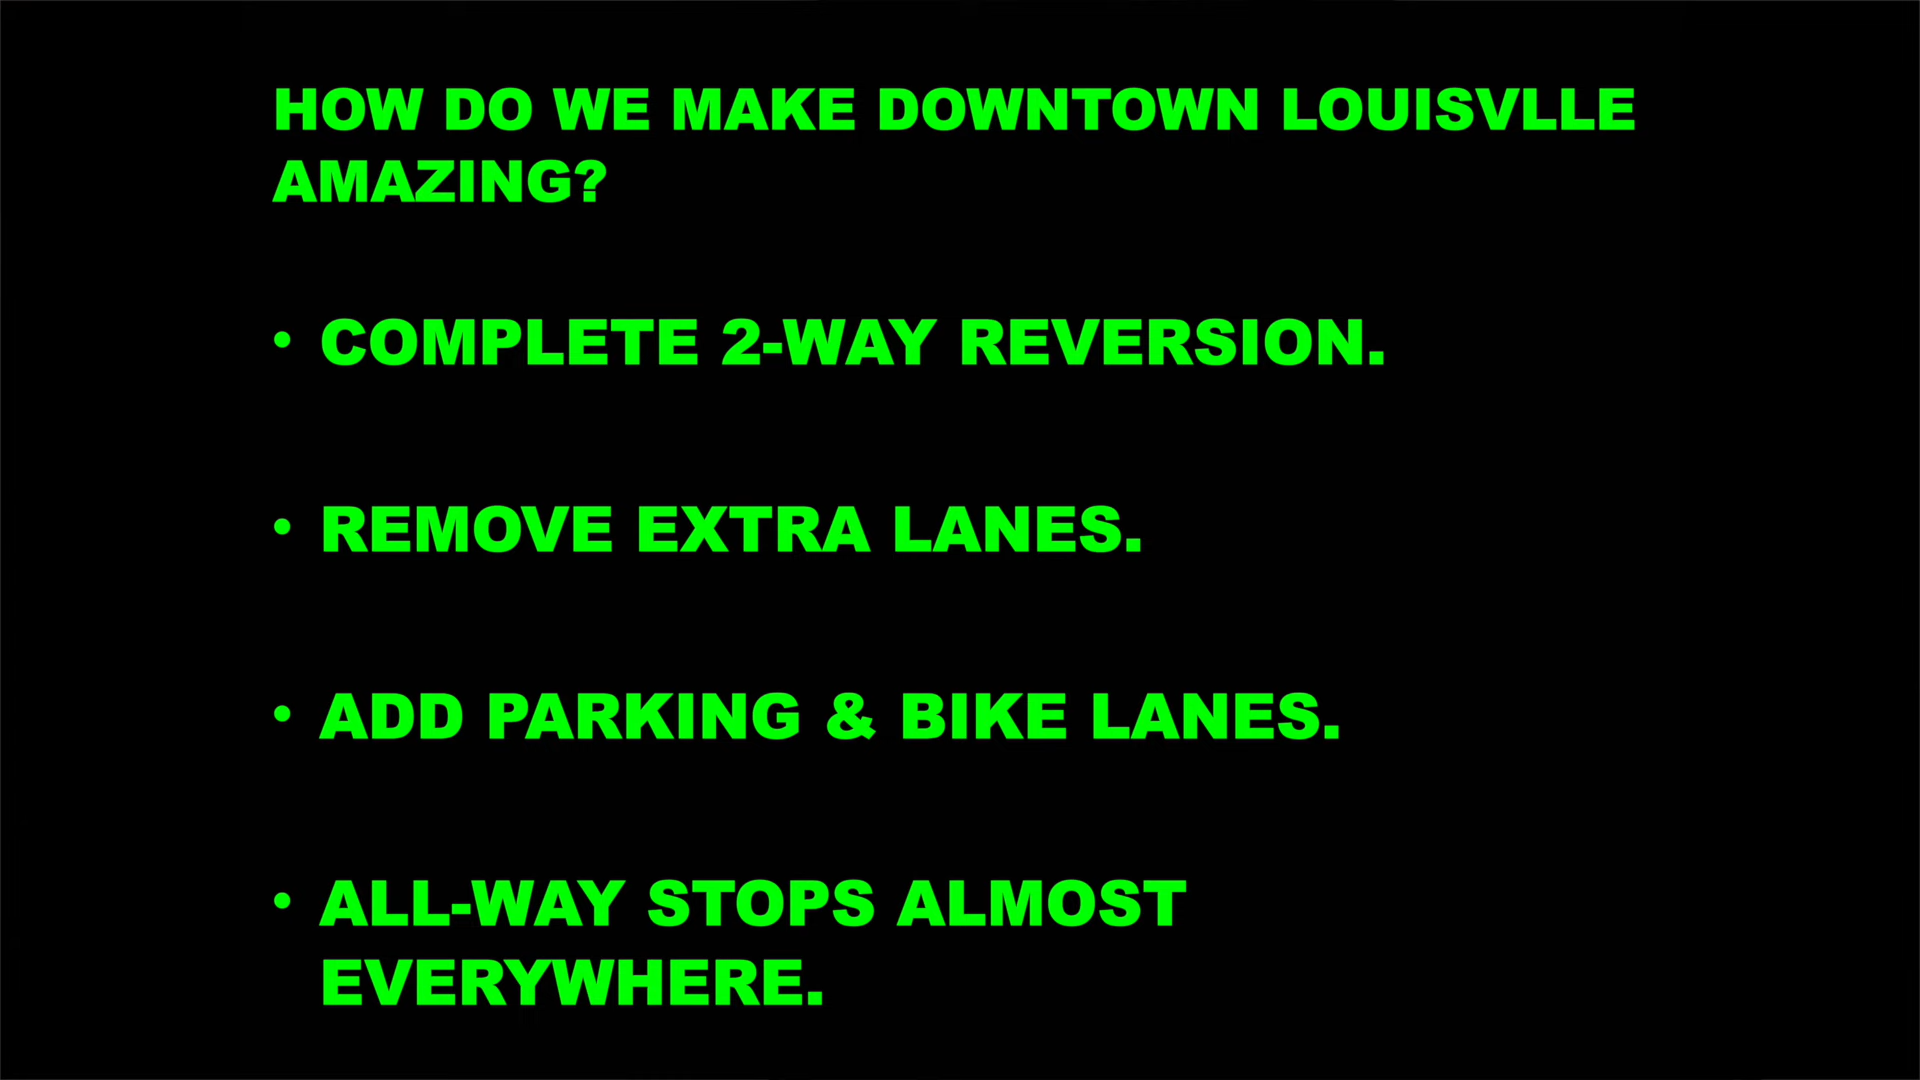 HOW DO WE MAKE DOWNTOWN LOUISVLLE
AMAZING?
• COMPLETE 2-WAY REVERSION.
• REMOVE EXTRA LANES.
• ADD PARKING & BIKE LANES.
• ALL-WAY STOPS ALMOST
EVERYWHERE.